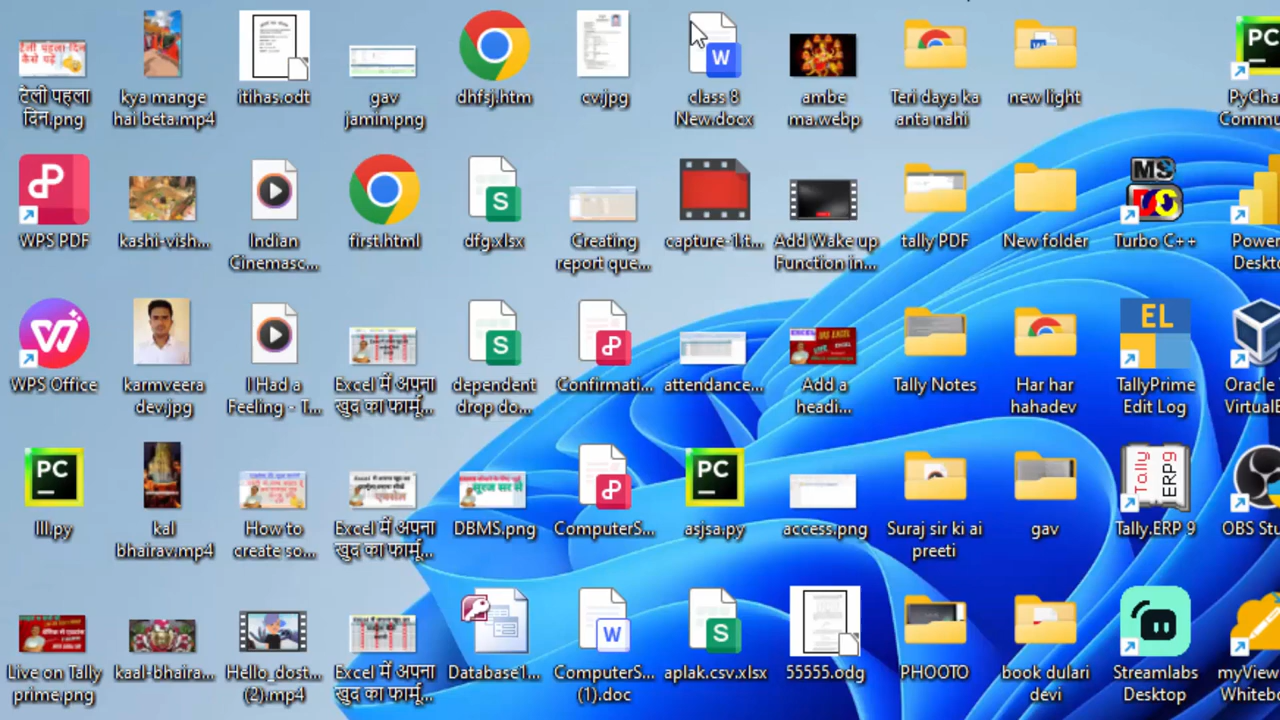 टैली पहला
दिन.png
kya mange
hai beta.mp4
itihas.odt
gav
jamin.png
dhfsj.htm
cv.jpg
class 8
New.docx
ambe
ma.webp
Teri daya ka
anta nahi
new light
PyCha
Commu
WPS PDF
kashi-vish...
Indian
Cinemasc...
first.html
dfg.xlsx
Creating
report que...
capture-1.t...
Add Wake up
Function in...
tally PDF
New folder
Turbo C++
Power
Deskto
WPS Office
karmveera
dev.jpg
I Had a
Feeling - T...
Excel में अपना
खुद का फार्मू...
dependent
drop do...
Confirmati...
attendance...
Add a
headi...
Tally Notes
Har har
hahadev
TallyPrime
Edit Log
Oracle
VirtualB
lll.py
kal
bhairav.mp4
How to
create so...
Excel में अपना
खुद का फार्मू...
DBMS.png
ComputerS...
asjsa.py
access.png
Suraj sir ki ai
preeti
gav
Tally.ERP 9
OBS Stu
Live on Tally
prime.png
kaal-bhaira...
Hello_dost...
(2).mp4
Excel में अपना
खुद का फार्मू...
Database1...
ComputerS...
(1).doc
aplak.csv.xlsx
55555.odg
PHOOTO
book dulari
devi
Streamlabs
Desktop
myView
Whitebo